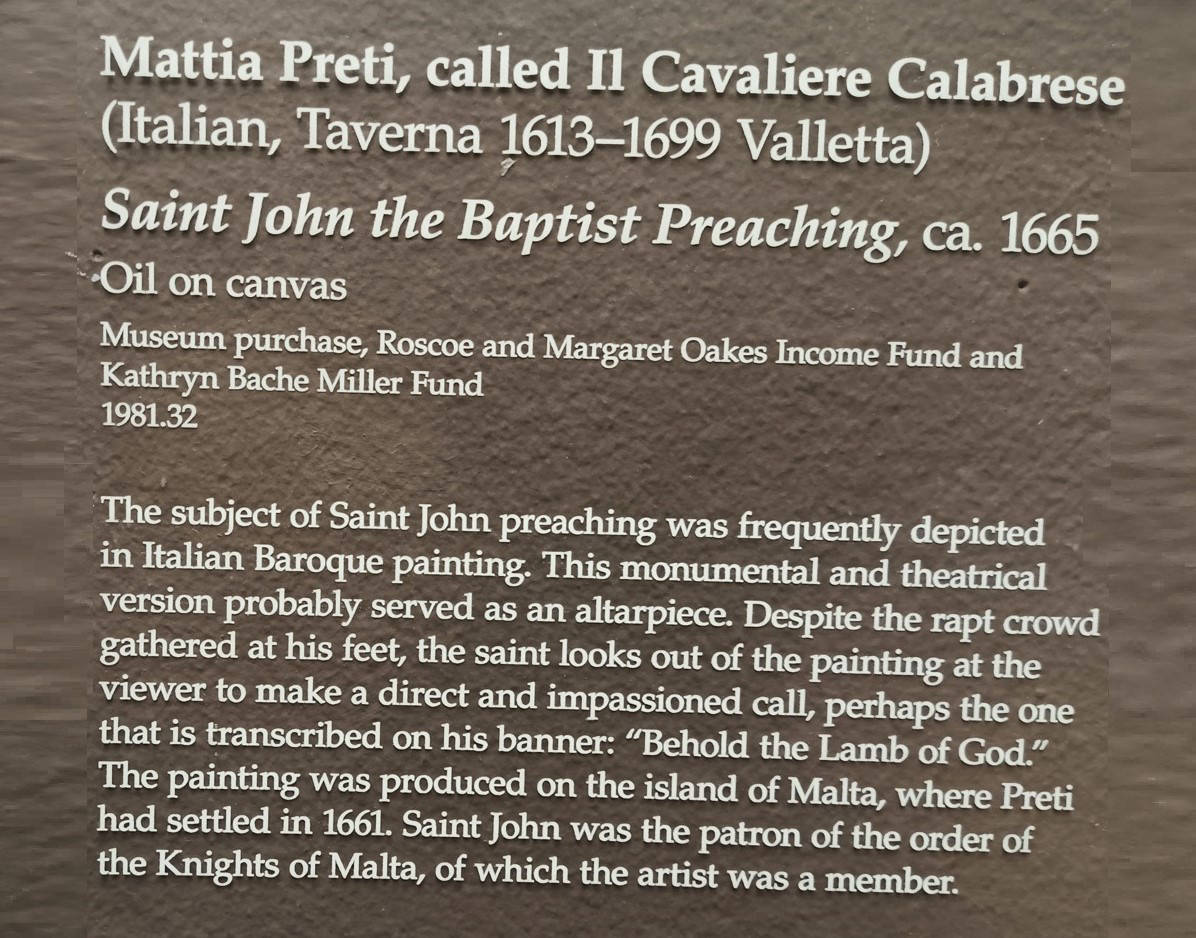 Mattia Preti, called Il Cavaliere Calabrese
(Italian, Taverna 1613–1699 Valletta)
Saint John the Baptist Preaching, ca. 1665
Oil on canvas
Museum purchase, Roscoe and Margaret Oakes Income Fund and
Kathryn Bache Miller Fund
1981.32
The subject of Saint John preaching was frequently depicted
in Italian Baroque painting. This monumental and theatrical
version probably served as an altarpiece. Despite the rapt crowd
gathered at his feet, the saint looks out of the painting at the
viewer to make a direct and impassioned call, perhaps the one
that is transcribed on his banner: “Behold the Lamb of God.”
The painting was produced on the island of Malta, where Preti
had settled in 1661. Saint John was the patron of the order of
the Knights of Malta, of which the artist was a member.